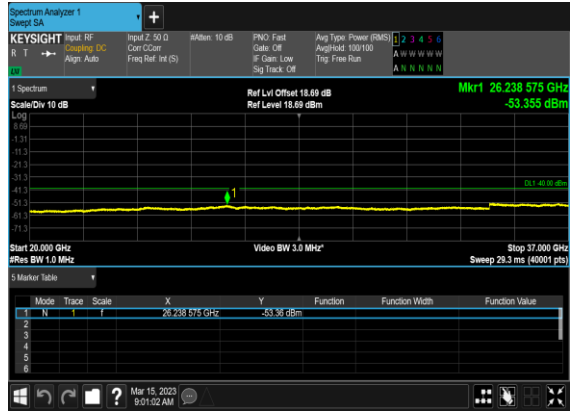 Spectrum Analyzer 1
Swept SA
+
KEYSIGHT Input: RF Input Z: 50 Ω #Atten: 10 dB PNO: Fast Avg Type: Power (RMS) 1 2 3 4 5 6
R T Coupling: DC Corr CCorr Gate: Off Avg|Hold: 100/100 A W W W W W
Align: Auto Freq Ref: Int (S) IF Gain: Low Trig: Free Run
Sig Track: Off A N N N N N
1 Spectrum Ref Lvl Offset 18.69 dB Mkr1 26.238 575 GHz
Scale/Div 10 dB Ref Level 18.69 dBm -53.355 dBm
Log
8.69
-1.31
-11.3
-21.3
-31.3
-41.3 DL1 -40.00 dBm
1
-51.3
-61.3
-71.3
Start 20.000 GHz Video BW 3.0 MHz* Stop 37.000 GHz
#Res BW 1.0 MHz Sweep 29.3 ms (40001 pts)
5 Marker Table
Mode Trace Scale X Y Function Function Width Function Value
1 N 1 f 26.238 575 GHz -53.36 dBm
2
3
4
5
6
? Mar 15, 2023
9:01:02 AM